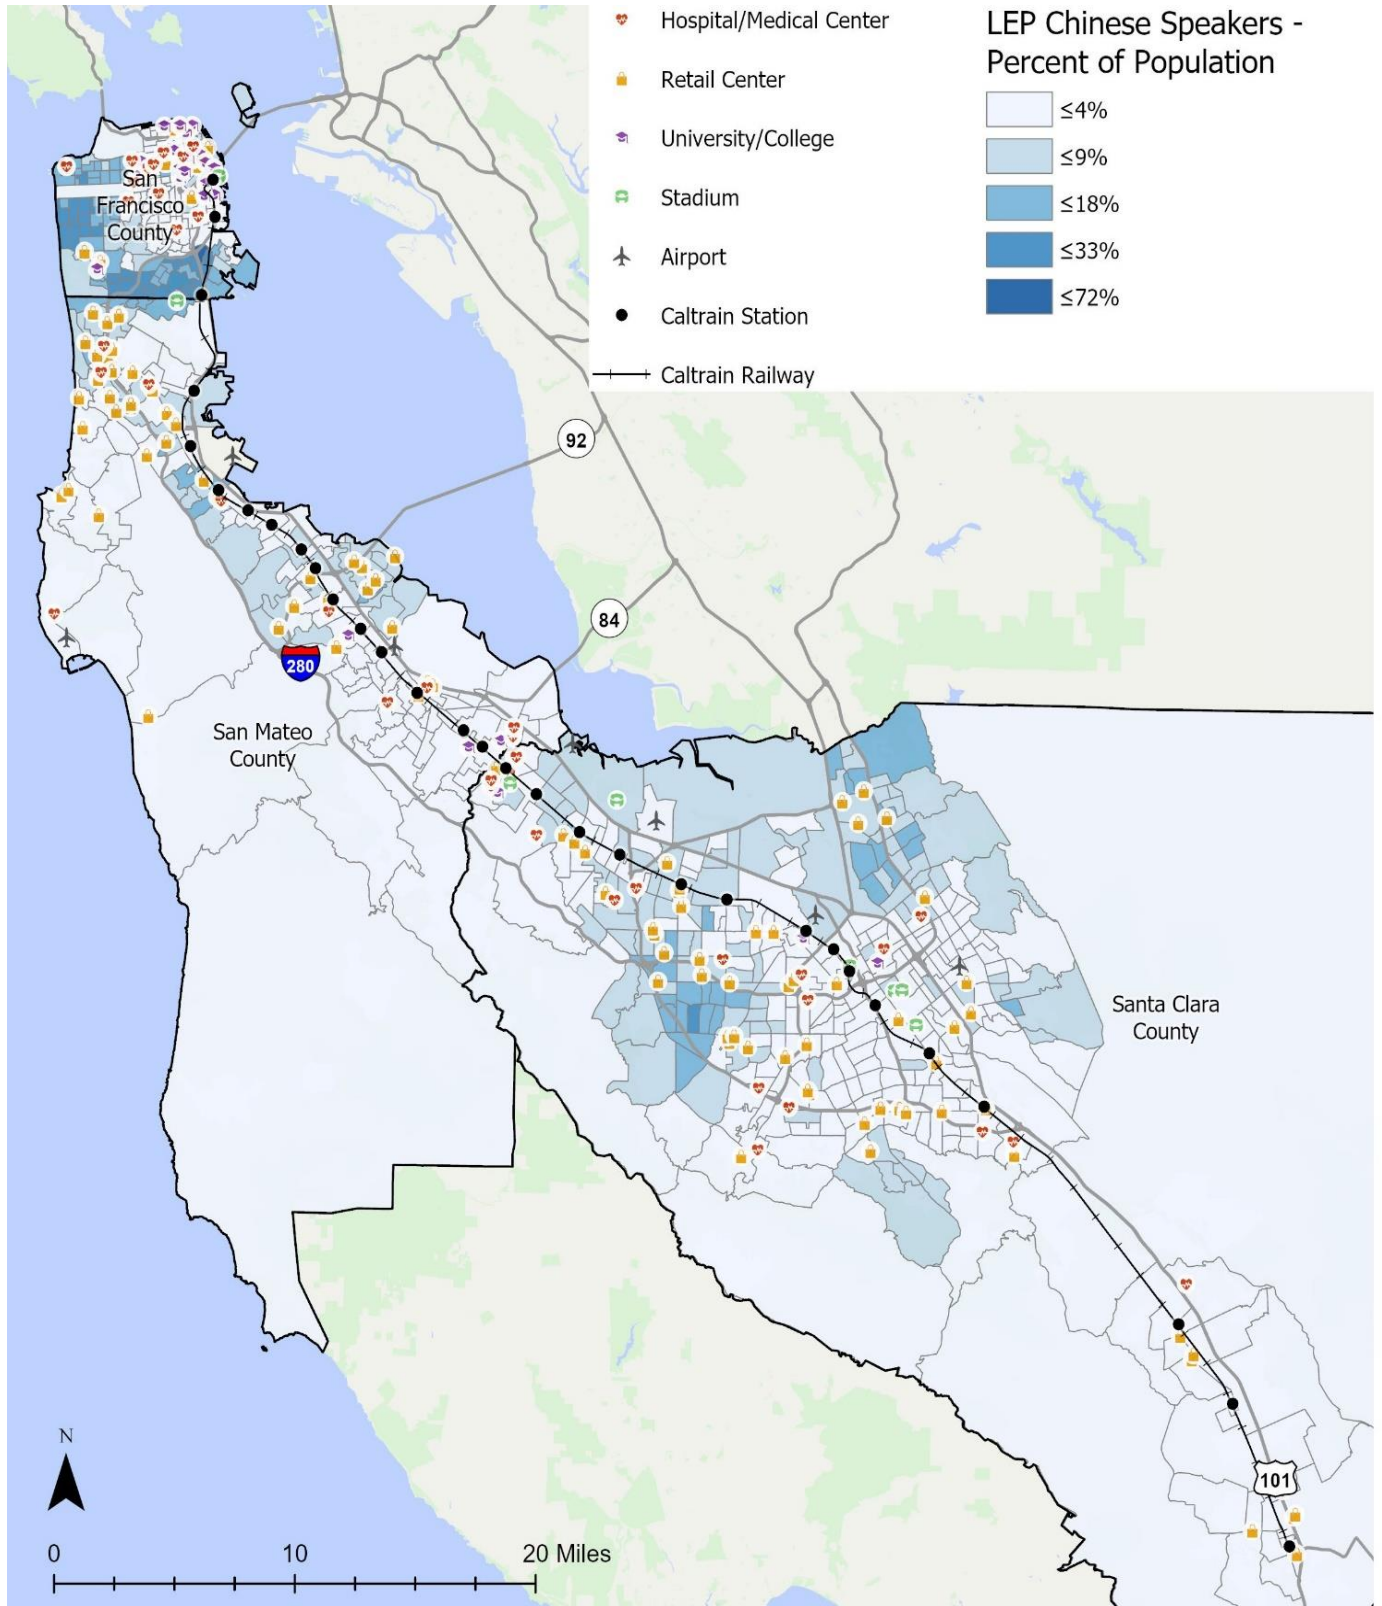 Hospital/Medical Center
Retail Center
University/College
Stadium
Airport
Caltrain Station
Caltrain Railway
LEP Chinese Speakers -
Percent of Population
≤4%
≤9%
≤18%
≤33%
≤72%
San
Francisco
County
92
84
280
San Mateo
County
Santa Clara
County
101
N
0 10 20 Miles